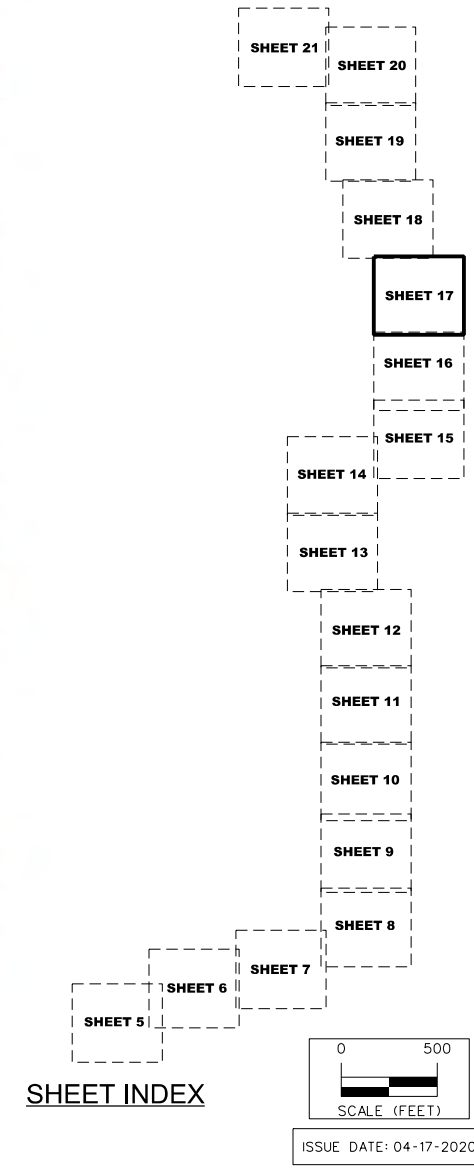 SHEET 21
SHEET 20
SHEET 19
SHEET 18
SHEET 17
SHEET 16
SHEET 15
SHEET 14
SHEET 13
SHEET 12
SHEET 11
SHEET 10
SHEET 9
SHEET 8
SHEET 7
SHEET 6
SHEET 5
SHEET INDEX
0 500
SCALE (FEET)
ISSUE DATE: 04-17-2020